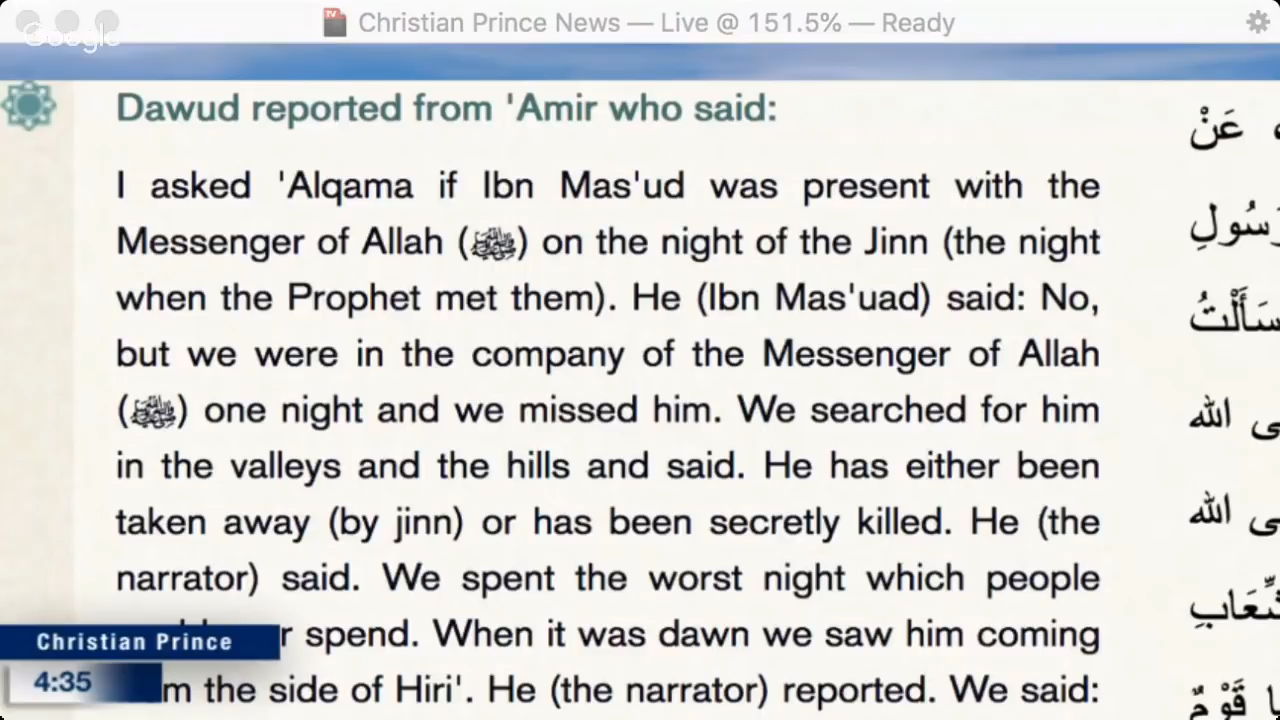 Christian Prince News — Live @ 151.5% — Ready
Google
Dawud reported from 'Amir who said:
I asked 'Alqama if Ibn Mas'ud was present with the
Messenger of Allah (ﷺ) on the night of the Jinn (the night
when the Prophet met them). He (Ibn Mas'uad) said: No,
but we were in the company of the Messenger of Allah
(ﷺ) one night and we missed him. We searched for him
in the valleys and the hills and said. He has either been
taken away (by jinn) or has been secretly killed. He (the
narrator) said. We spent the worst night which people
spend. When it was dawn we saw him coming
the side of Hiri'. He (the narrator) reported. We said:
عَنْ
سَأَلْتُ
الله
الله
قَوْمٌ
Christian Prince
4:35